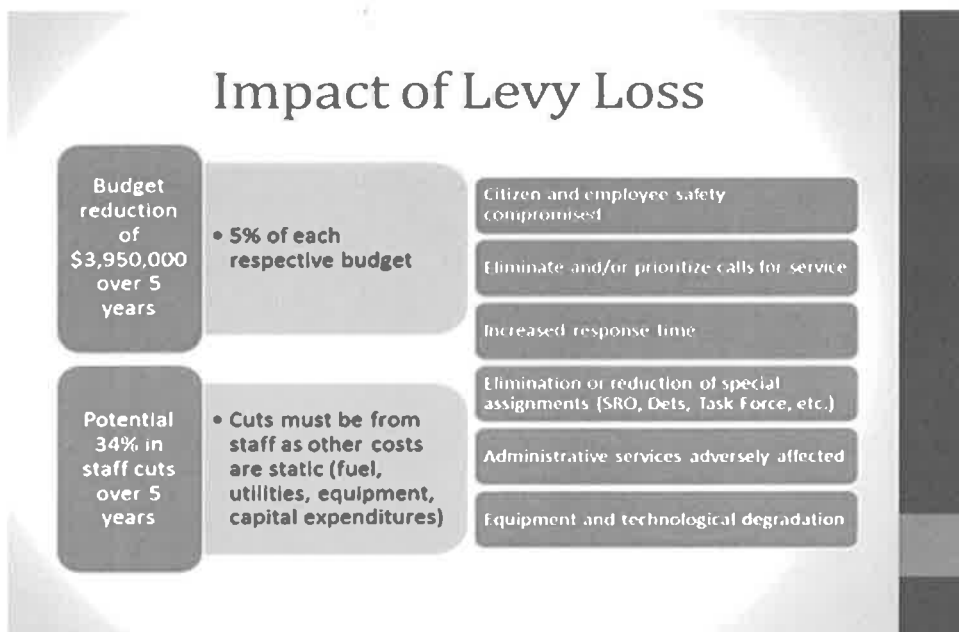 Impact of Levy Loss
Budget
reduction
of
$3,950,000
over 5
years
• 5% of each
respective budget
Potential
34% in
staff cuts
over 5
years
• Cuts must be from
staff as other costs
are static (fuel,
utilities, equipment,
capital expenditures)
Citizen and employee safety
compromised
Eliminate and/or prioritize calls for service
Increased response time
Elimination or reduction of special
assignments (SRO, Dets, Task Force, etc.)
Administrative services adversely affected
Equipment and technological degradation